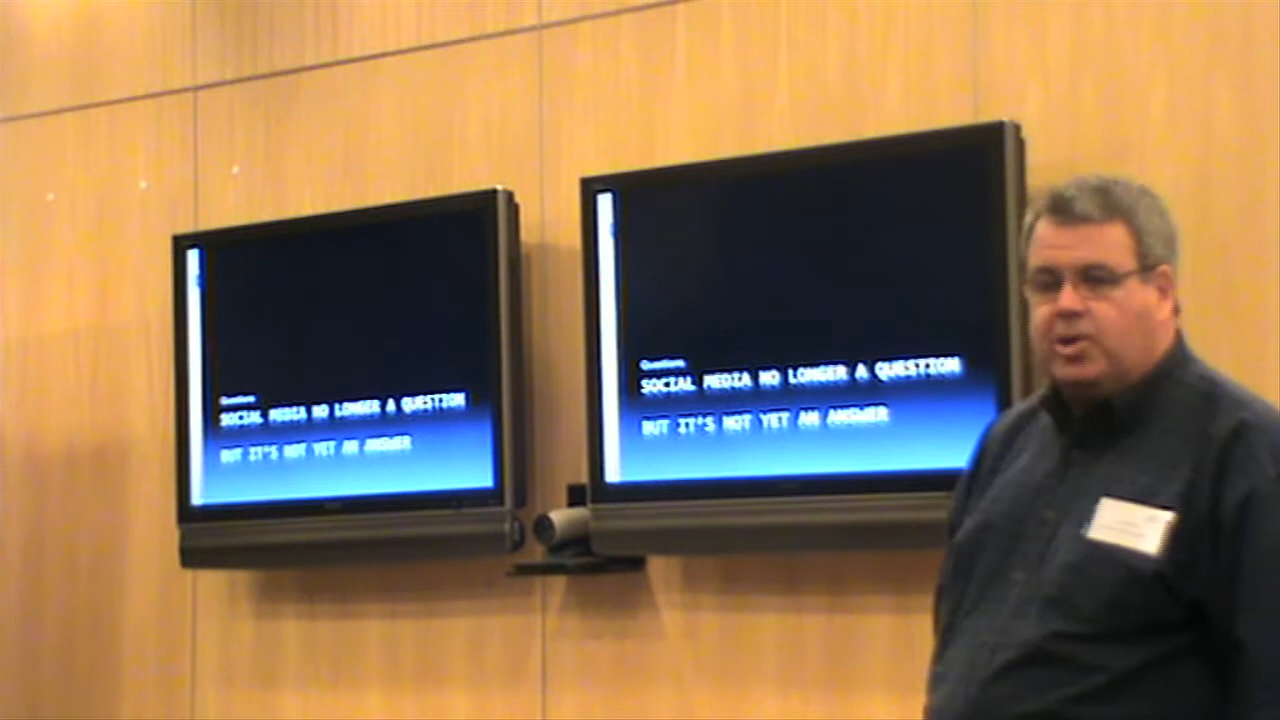 Questions
SOCIAL MEDIA NO LONGER A QUESTION
BUT IT'S NOT YET AN ANSWER
Questions
SOCIAL MEDIA NO LONGER A QUESTION
BUT IT'S NOT YET AN ANSWER